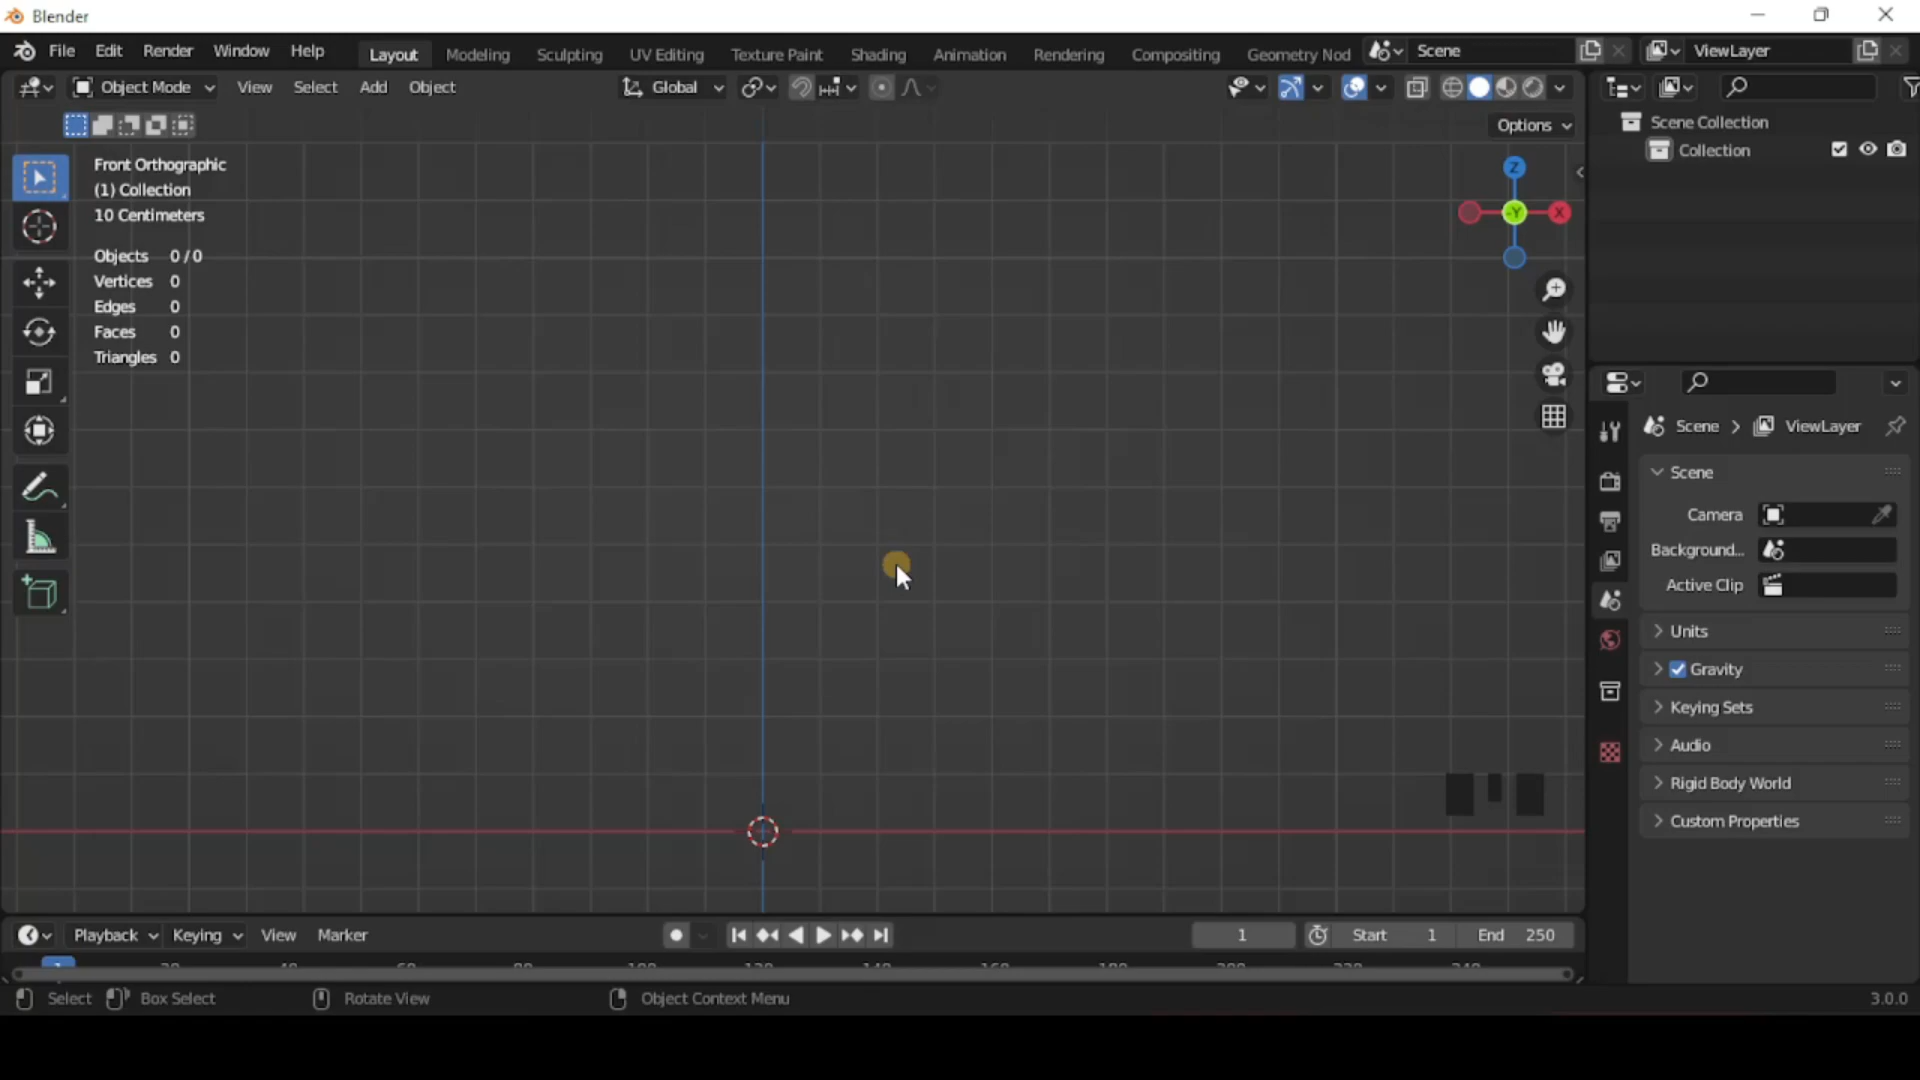 Blender
File Edit Render Window Help Layout Modeling Sculpting UV Editing Texture Paint Shading Animation Rendering Compositing Geometry Nod Scene ViewLayer
Object Mode View Select Add Object Global
Options
Scene Collection
Collection
Front Orthographic
(1) Collection
10 Centimeters
Objects 0 / 0
Vertices 0
Edges 0
Faces 0
Triangles 0
Z
-Y
X
Scene > ViewLayer
Scene
Camera
Background...
Active Clip
Units
Gravity
Keying Sets
Audio
Rigid Body World
Custom Properties
Playback Keying View Marker 1 Start 1 End 250
Select Box Select Rotate View Object Context Menu 3.0.0